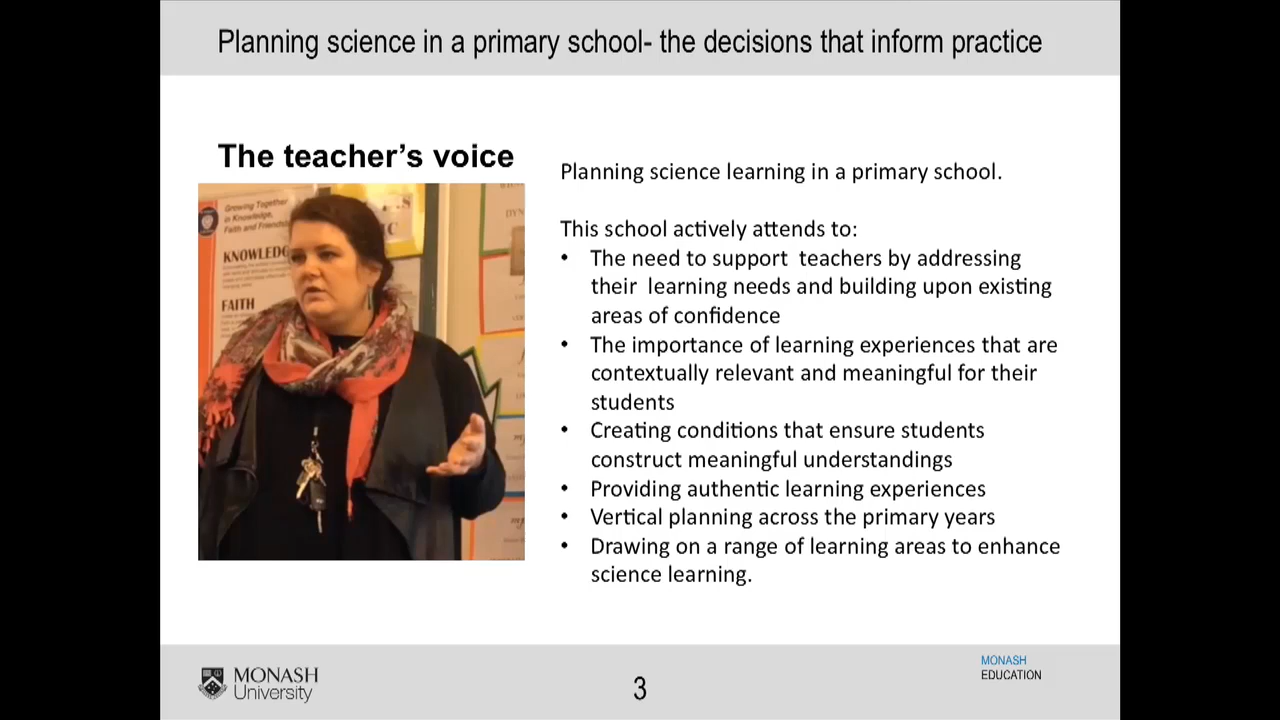 Planning science in a primary school- the decisions that inform practice
The teacher's voice
Growing Together
in Knowledge,
Faith and Friendship
KNOWLEDG
FAITH
Planning science learning in a primary school.
This school actively attends to:
• The need to support  teachers by addressing
their  learning needs and building upon existing
areas of confidence
• The importance of learning experiences that are
contextually relevant and meaningful for their
students
• Creating conditions that ensure students
construct meaningful understandings
• Providing authentic learning experiences
• Vertical planning across the primary years
• Drawing on a range of learning areas to enhance
science learning.
MONASH
University
3
MONASH
EDUCATION